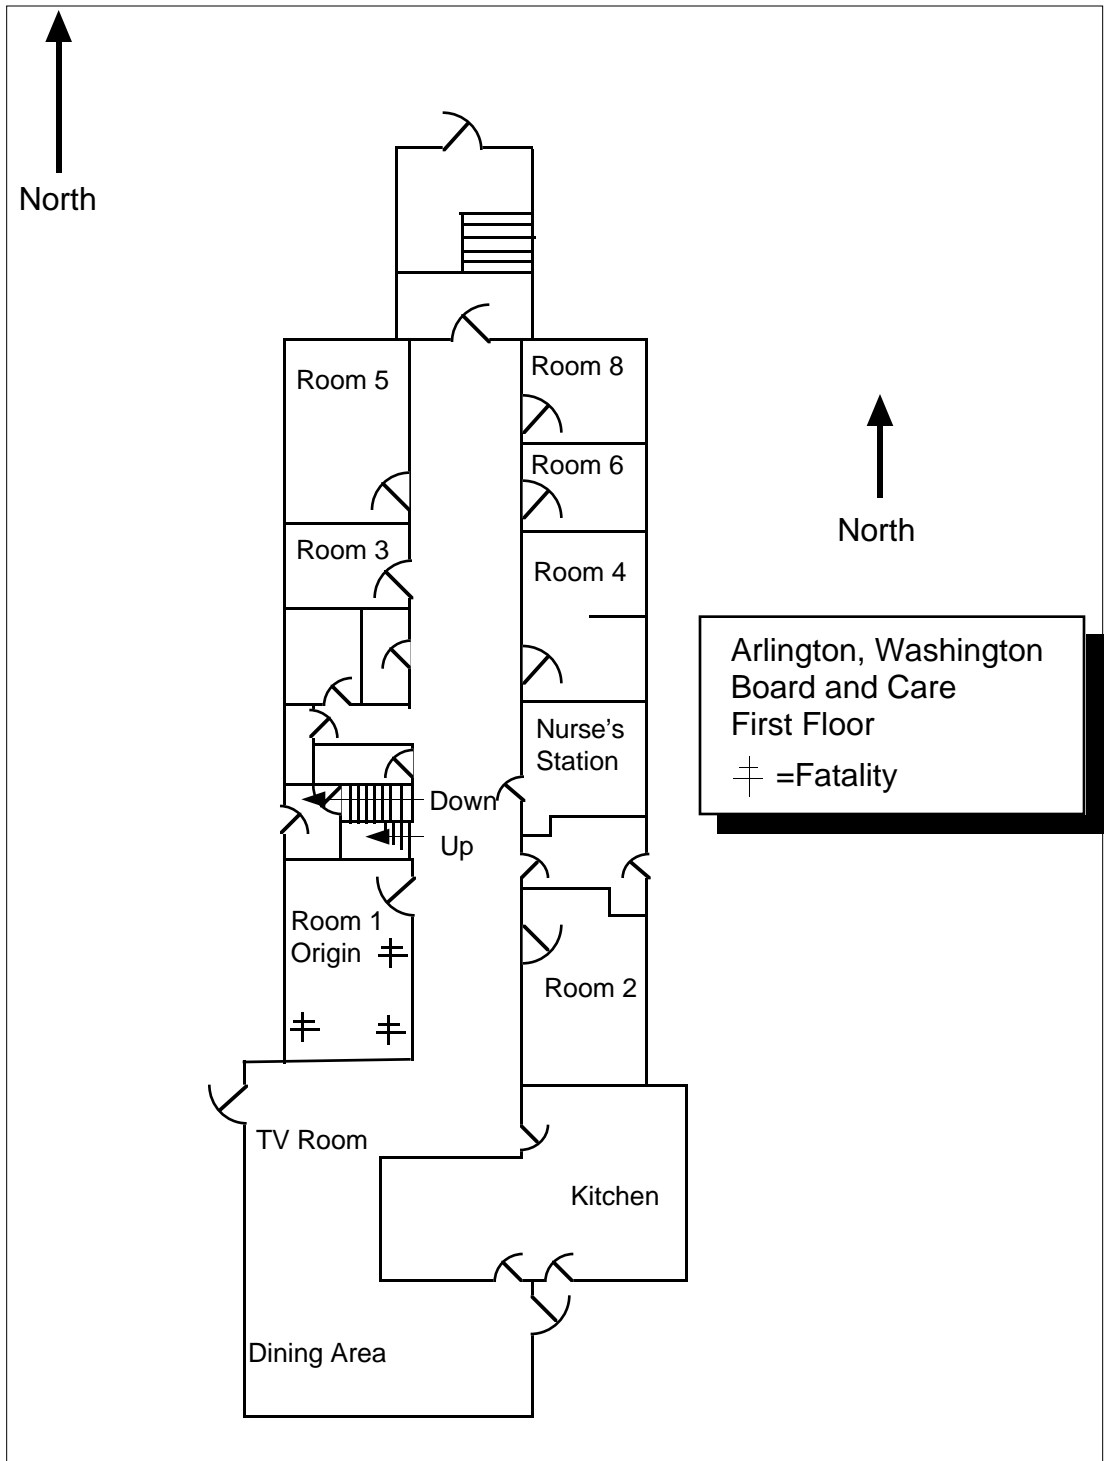 North
Room 5
Room 8
Room 6
Room 3
Room 4
North
Arlington, Washington
Board and Care
First Floor
=Fatality
Nurse's
Station
Down
Up
Room 1
Origin
Room 2
TV Room
Kitchen
Dining Area